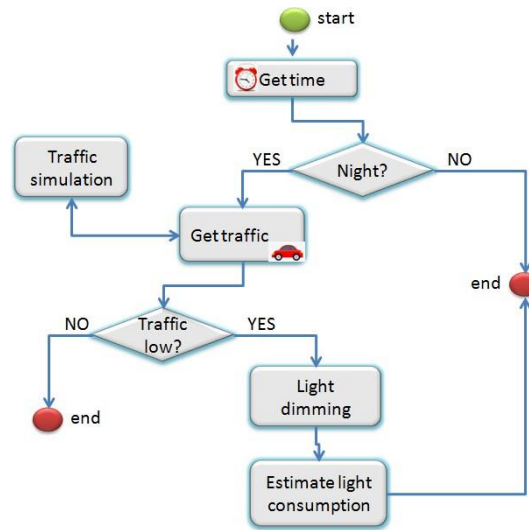 start
Get time
Night?
YES
NO
Traffic
simulation
Get traffic
end
NO
Traffic
low?
YES
end
Light
dimming
Estimate light
consumption